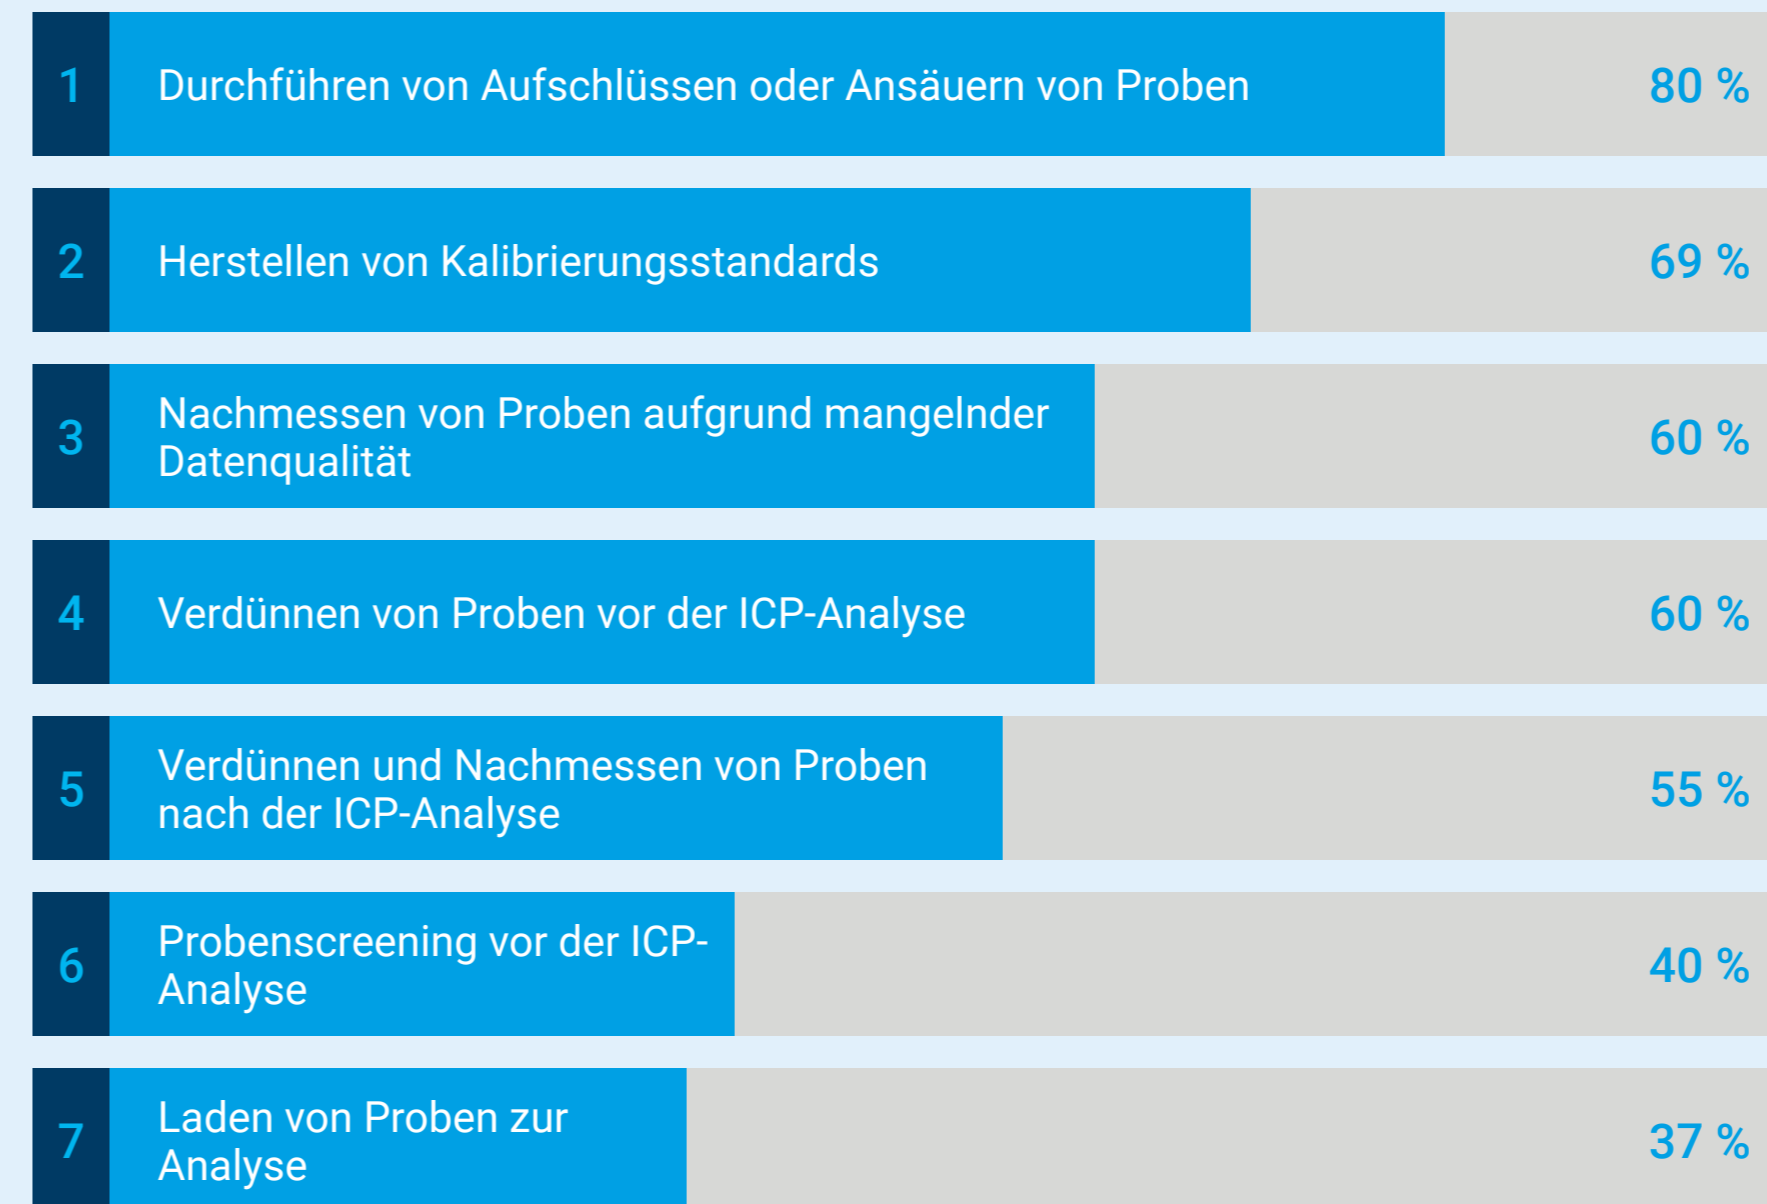 1 Durchführen von Aufschlüssen oder Ansäuern von Proben 80 %
2 Herstellen von Kalibrierungsstandards 69 %
3 Nachmessen von Proben aufgrund mangelnder
Datenqualität 60 %
4 Verdünnen von Proben vor der ICP-Analyse 60 %
5 Verdünnen und Nachmessen von Proben
nach der ICP-Analyse 55 %
6 Probenscreening vor der ICP-
Analyse 40 %
7 Laden von Proben zur
Analyse 37 %